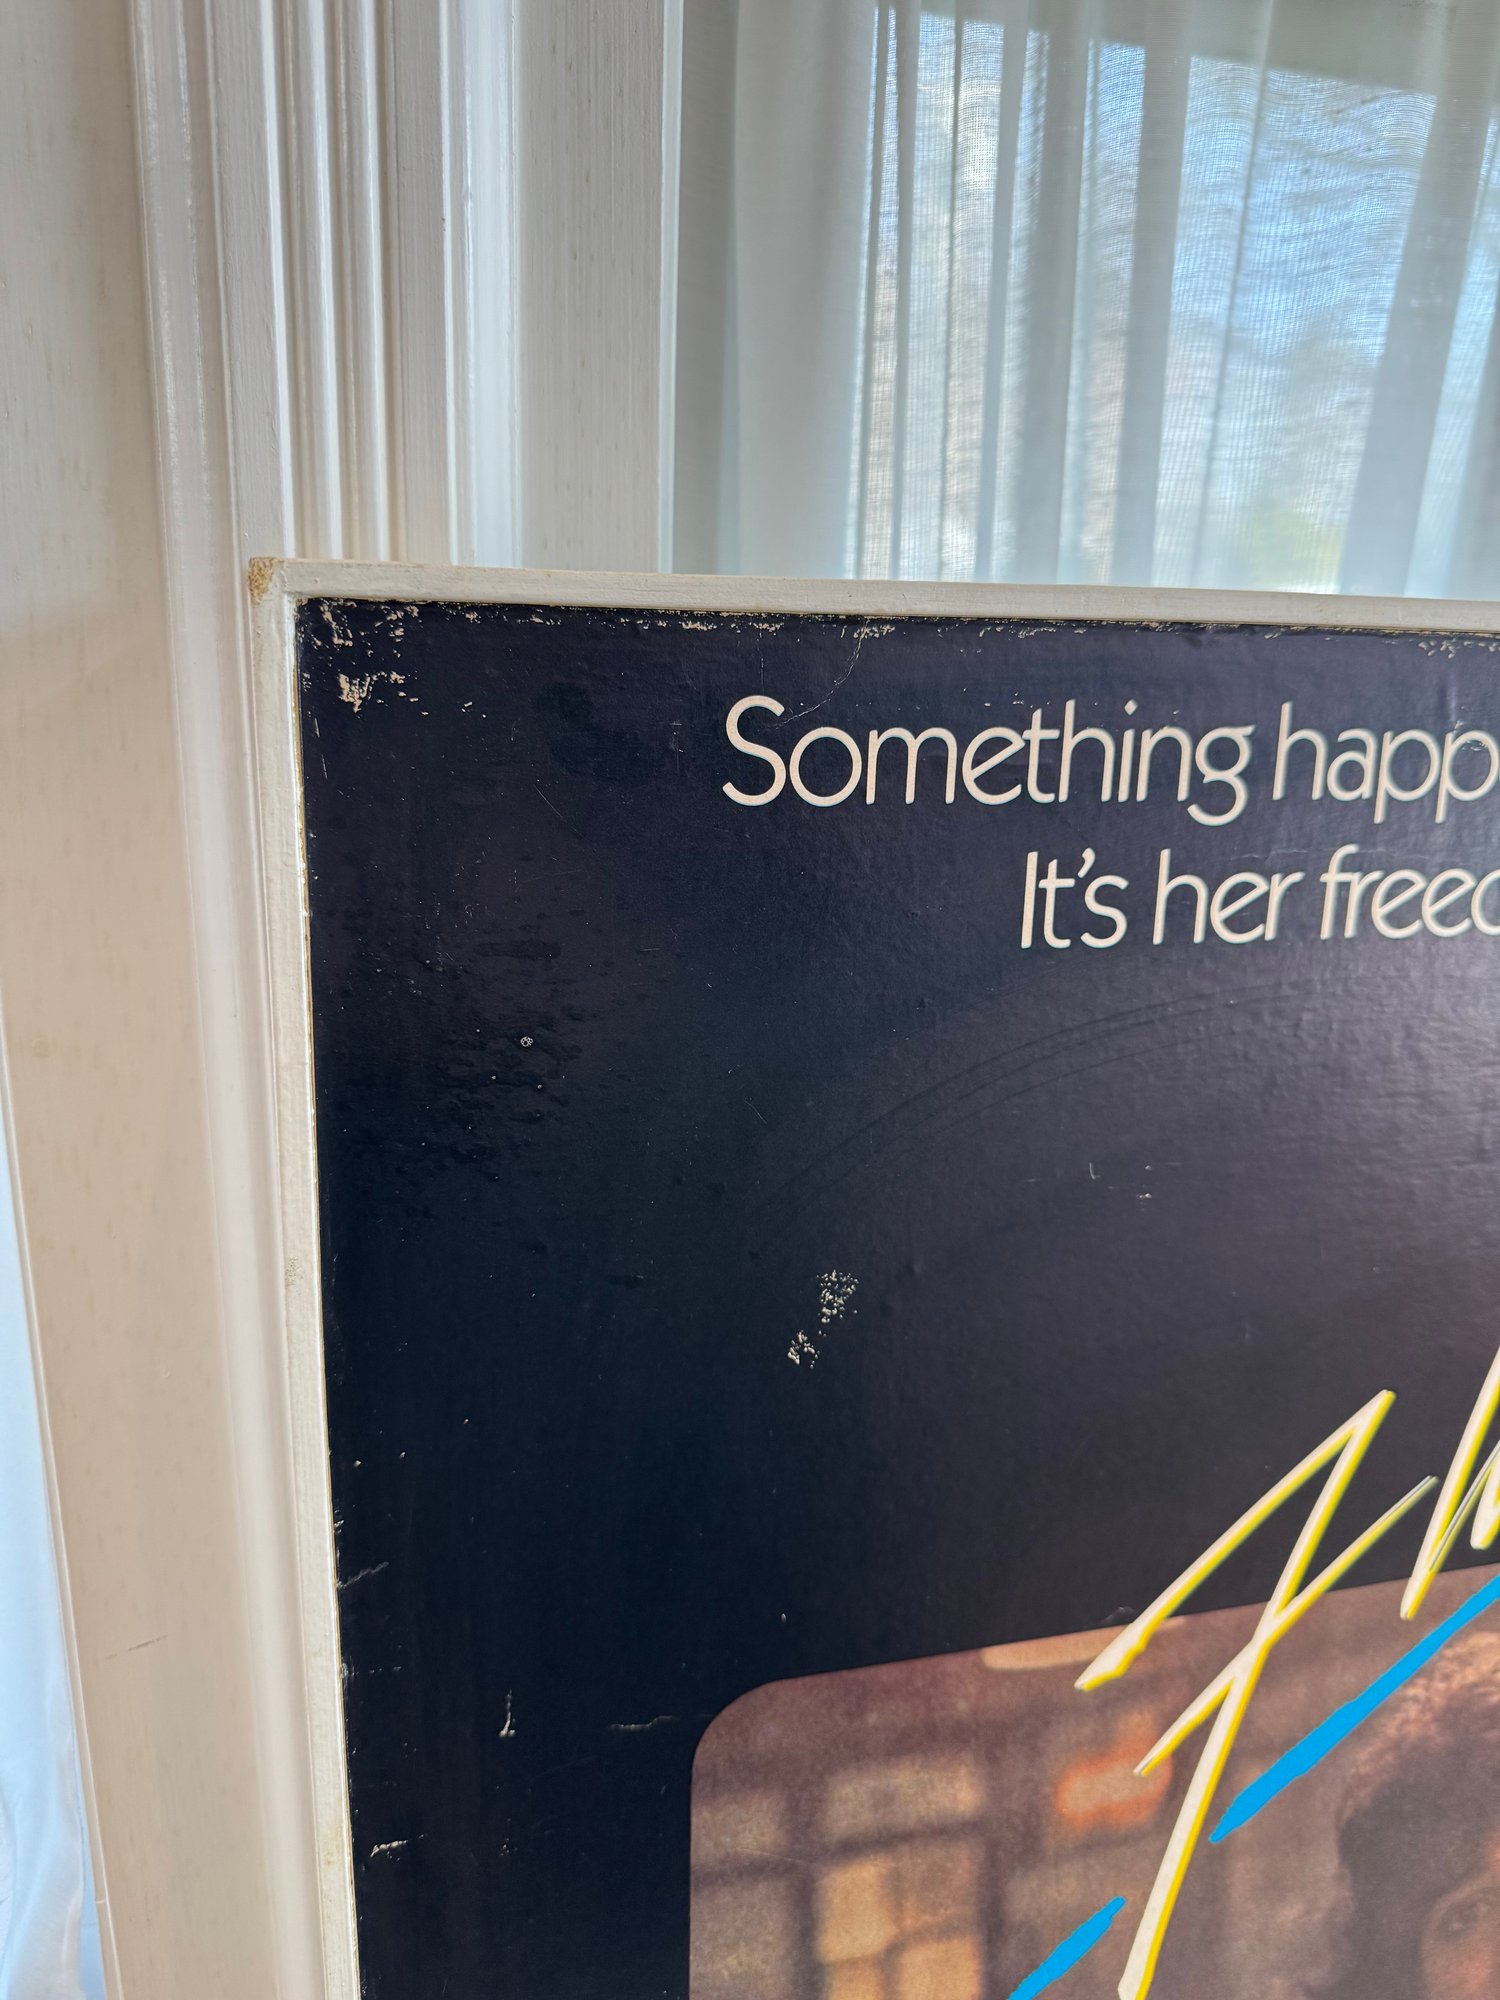 Something happ
It's her freed